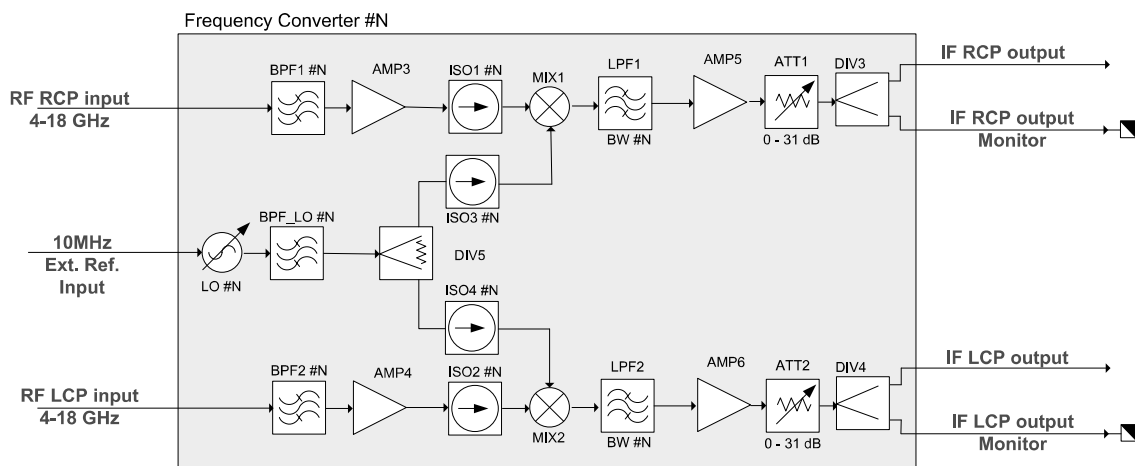 Frequency Converter #N
RF RCP input
4-18 GHz
BPF1 #N
AMP3
ISO1 #N
MIX1
LPF1
BW #N
AMP5
ATT1
0 - 31 dB
DIV3
IF RCP output
IF RCP output
Monitor
ISO3 #N
10MHz
Ext. Ref.
Input
LO #N
BPF_LO #N
DIV5
ISO4 #N
RF LCP input
4-18 GHz
BPF2 #N
AMP4
ISO2 #N
MIX2
LPF2
BW #N
AMP6
ATT2
0 - 31 dB
DIV4
IF LCP output
IF LCP output
Monitor